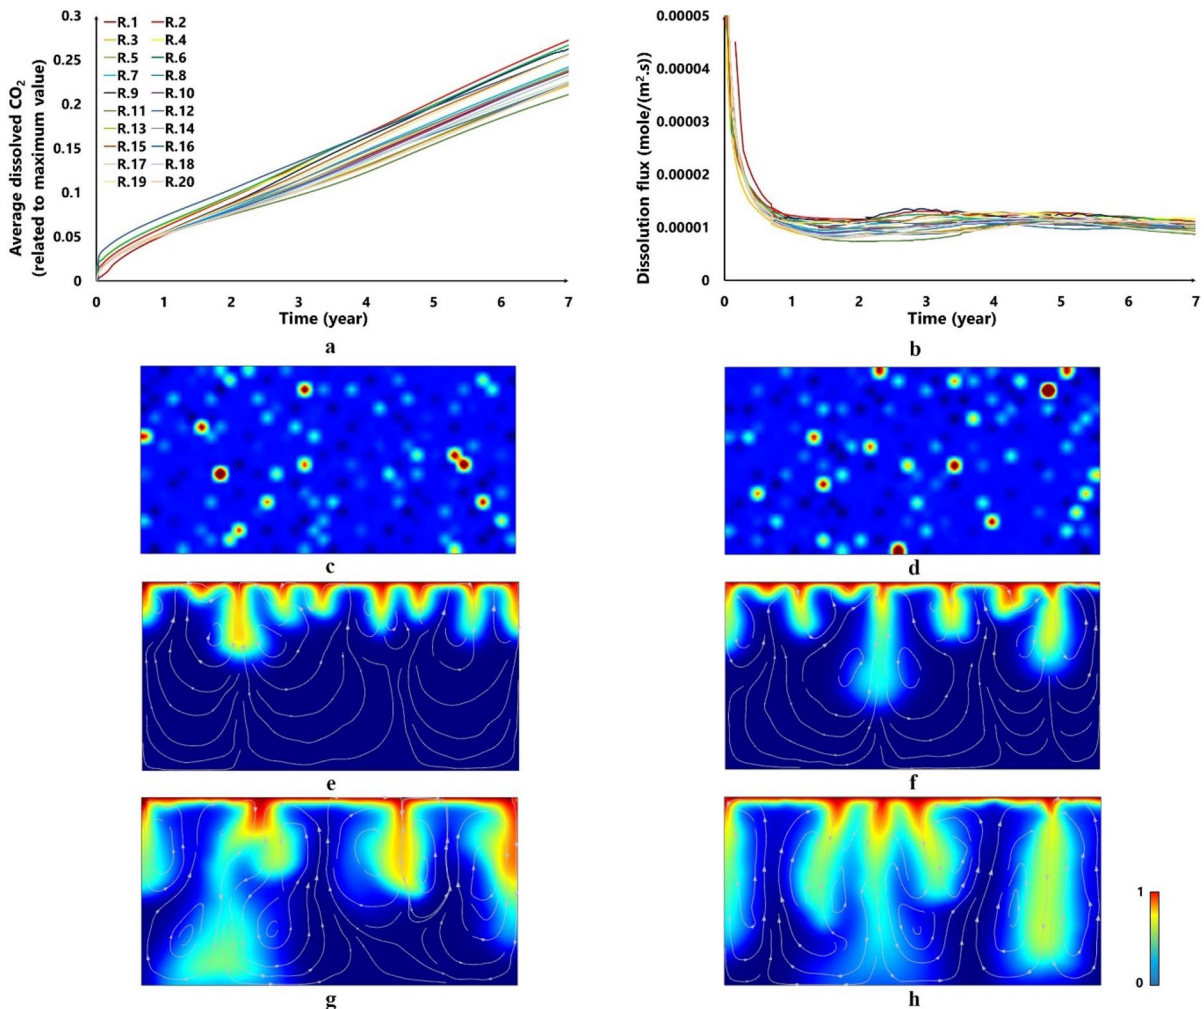 Average dissolved CO₂
(related to maximum value)
0.3
0.25
0.2
0.15
0.1
0.05
0
R.1 R.2
R.3 R.4
R.5 R.6
R.7 R.8
R.9 R.10
R.11 R.12
R.13 R.14
R.15 R.16
R.17 R.18
R.19 R.20
0 1 2 3 4 5 6 7
Time (year)
a
Dissolution flux (mole/(m².s))
0.00005
0.00004
0.00003
0.00002
0.00001
0
0 1 2 3 4 5 6 7
Time (year)
b
c
d
e
f
g
h
1
0